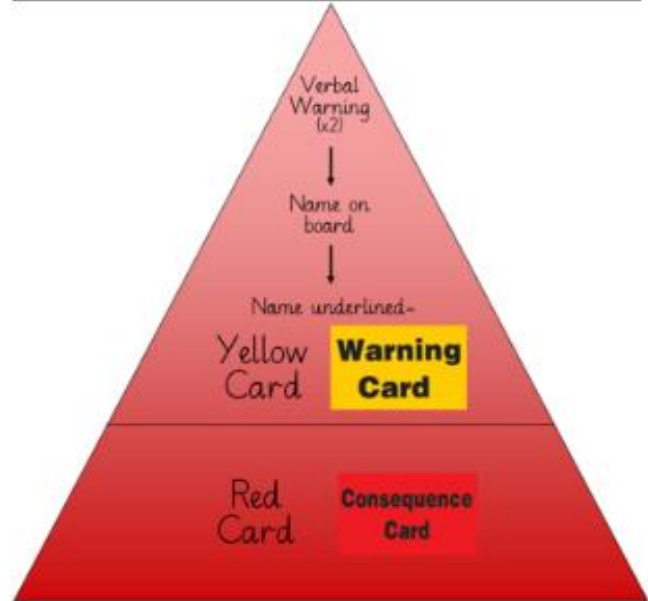 Verbal
Warning
(x2)
Name on
board
Name underlined-
Yellow
Card
Warning
Card
Red
Card
Consequence
Card